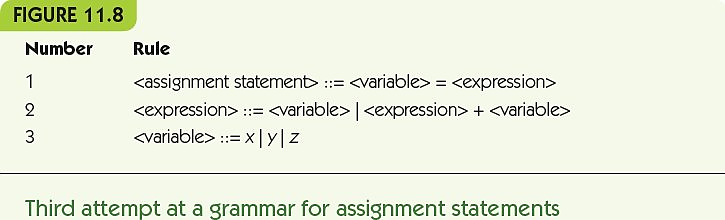 FIGURE 11.8
Number Rule
1 <assignment statement> ::= <variable> = <expression>
2 <expression> ::= <variable> | <expression> + <variable>
3 <variable> ::= x | y | z
Third attempt at a grammar for assignment statements